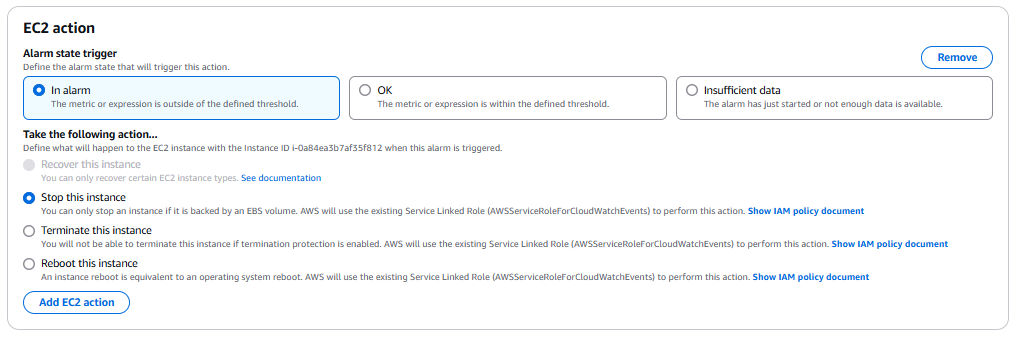 EC2 action
Alarm state trigger
Define the alarm state that will trigger this action.
Remove
In alarm
The metric or expression is outside of the defined threshold.
OK
The metric or expression is within the defined threshold.
Insufficient data
The alarm has just started or not enough data is available.
Take the following action...
Define what will happen to the EC2 instance with the Instance ID i-0a84ea3b7af35f812 when this alarm is triggered.
Recover this instance
You can only recover certain EC2 instance types. See documentation
Stop this instance
You can only stop an instance if it is backed by an EBS volume. AWS will use the existing Service Linked Role (AWSServiceRoleForCloudWatchEvents) to perform this action. Show IAM policy document
Terminate this instance
You will not be able to terminate this instance if termination protection is enabled. AWS will use the existing Service Linked Role (AWSServiceRoleForCloudWatchEvents) to perform this action. Show IAM policy document
Reboot this instance
An instance reboot is equivalent to an operating system reboot. AWS will use the existing Service Linked Role (AWSServiceRoleForCloudWatchEvents) to perform this action. Show IAM policy document
Add EC2 action